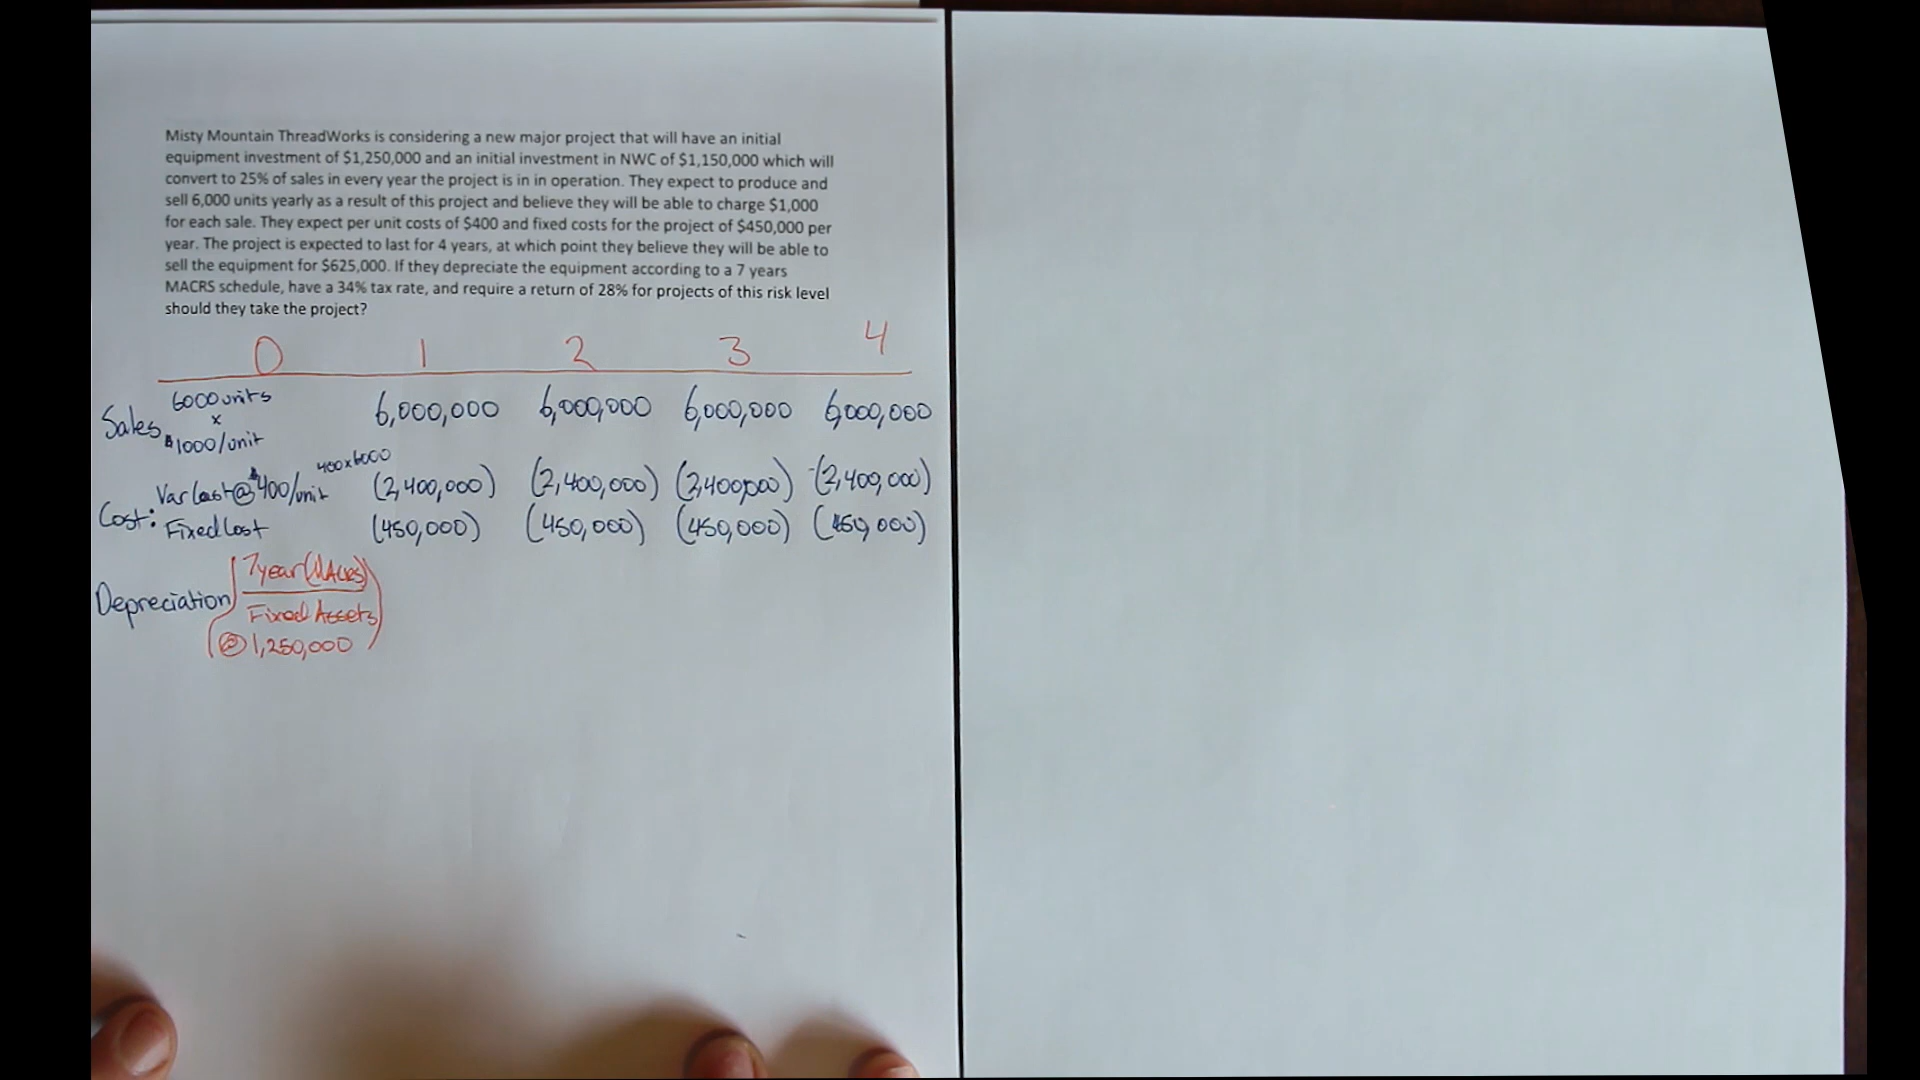 Misty Mountain ThreadWorks is considering a new major project that will have an initial
equipment investment of $1,250,000 and an initial investment in NWC of $1,150,000 which will
convert to 25% of sales in every year the project is in in operation. They expect to produce and
sell 6,000 units yearly as a result of this project and believe they will be able to charge $1,000
for each sale. They expect per unit costs of $400 and fixed costs for the project of $450,000 per
year. The project is expected to last for 4 years, at which point they believe they will be able to
sell the equipment for $625,000. If they depreciate the equipment according to a 7 years
MACRS schedule, have a 34% tax rate, and require a return of 28% for projects of this risk level
should they take the project?
0 1 2 3 4
Sales 6000 units
x
$1000/unit
6,000,000 6,000,000 6,000,000 6,000,000
400x6000
Cost: Var Cost@$400/unit (2,400,000) (2,400,000) (2,400,000) (2,400,000)
Fixed Cost (450,000) (450,000) (450,000) (450,000)
Depreciation 7year (MACRS)
Fixed Assets
@ 1,250,000